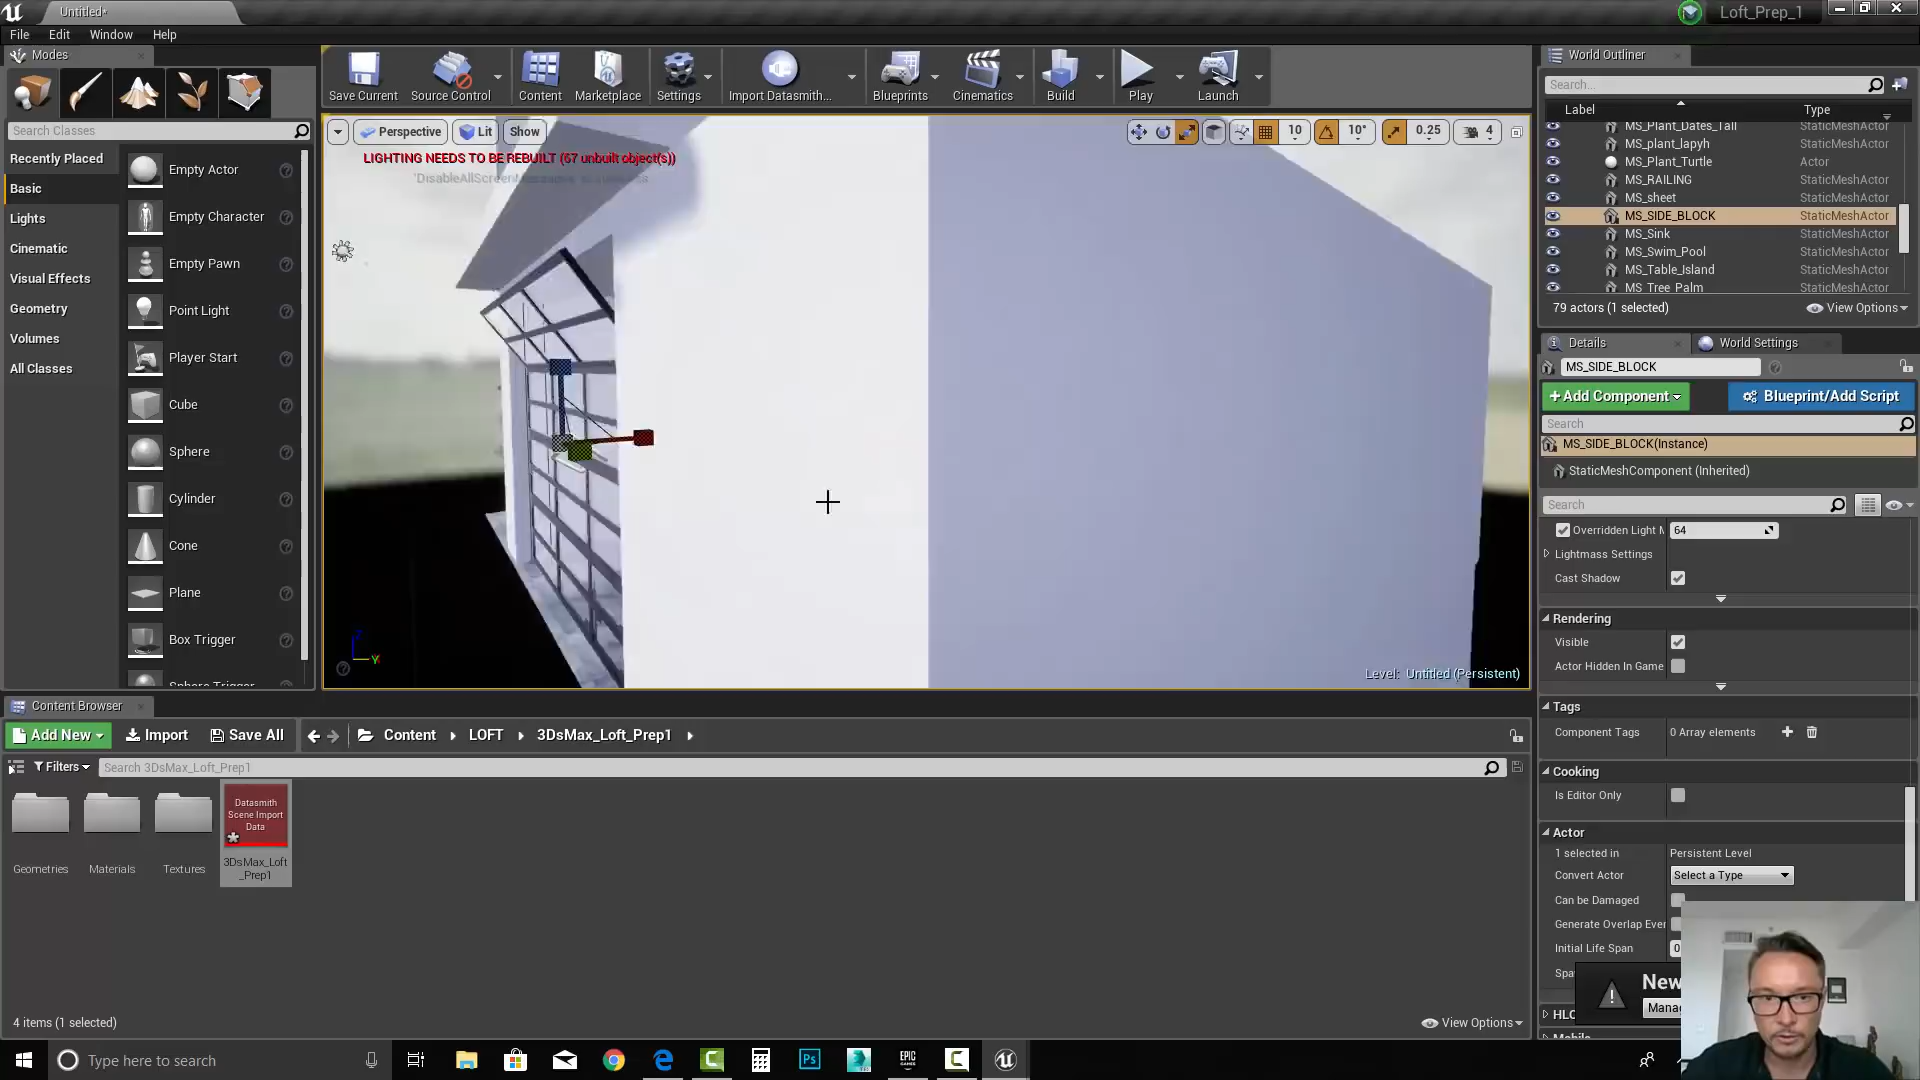 Untitled*
Loft_Prep_1
File Edit Window Help
Modes
Search Classes
Recently Placed
Basic
Lights
Cinematic
Visual Effects
Geometry
Volumes
All Classes
Empty Actor
Empty Character
Empty Pawn
Point Light
Player Start
Cube
Sphere
Cylinder
Cone
Plane
Box Trigger
Sphere Trigger
Save Current
Source Control
Content
Marketplace
Settings
Import Datasmith...
Blueprints
Cinematics
Build
Play
Launch
Perspective Lit Show
10 10° 0.25 4
LIGHTING NEEDS TO BE REBUILT (67 unbuilt object(s))
Level: Untitled (Persistent)
Z
Y
World Outliner
Search...
Label Type
MS_Plant_Dates_Tall StaticMeshActor
MS_plant_lapyh StaticMeshActor
MS_Plant_Turtle Actor
MS_RAILING StaticMeshActor
MS_sheet StaticMeshActor
MS_SIDE_BLOCK StaticMeshActor
MS_Sink StaticMeshActor
MS_Swim_Pool StaticMeshActor
MS_Table_Island StaticMeshActor
MS_Tree_Palm StaticMeshActor
79 actors (1 selected) View Options
Details World Settings
MS_SIDE_BLOCK
+Add Component Blueprint/Add Script
Search
MS_SIDE_BLOCK(Instance)
StaticMeshComponent (Inherited)
Search
Overridden Light M 64
Lightmass Settings
Cast Shadow
Rendering
Visible
Actor Hidden In Game
Tags
Component Tags 0 Array elements
Cooking
Is Editor Only
Actor
1 selected in Persistent Level
Convert Actor Select a Type
Can be Damaged
Generate Overlap Ever
Initial Life Span 0
Spa
New
Mana
HLO
Mobile
Content Browser
Add New Import Save All Content LOFT 3DsMax_Loft_Prep1
Filters Search 3DsMax_Loft_Prep1
Datasmith
Scene Import
Data
Geometries Materials Textures 3DsMax_Loft
_Prep1
4 items (1 selected) View Options
Type here to search
Ps
EPIC
GAMES